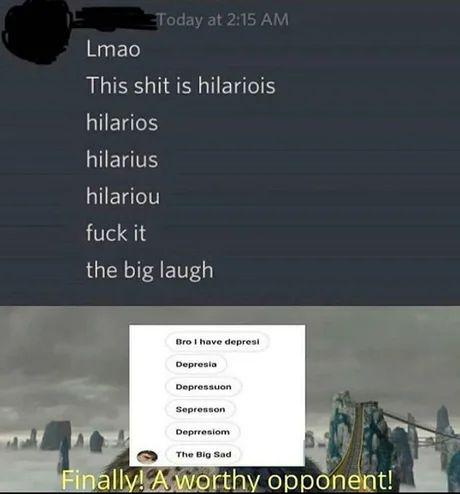 Today at 2:15 AM
Lmao
This shit is hilariois
hilarios
hilarius
hilariou
fuck it
the big laugh
Bro I have depresi
Depresia
Depressuon
Sepresson
Deprresiom
The Big Sad
Finally! A worthy opponent!